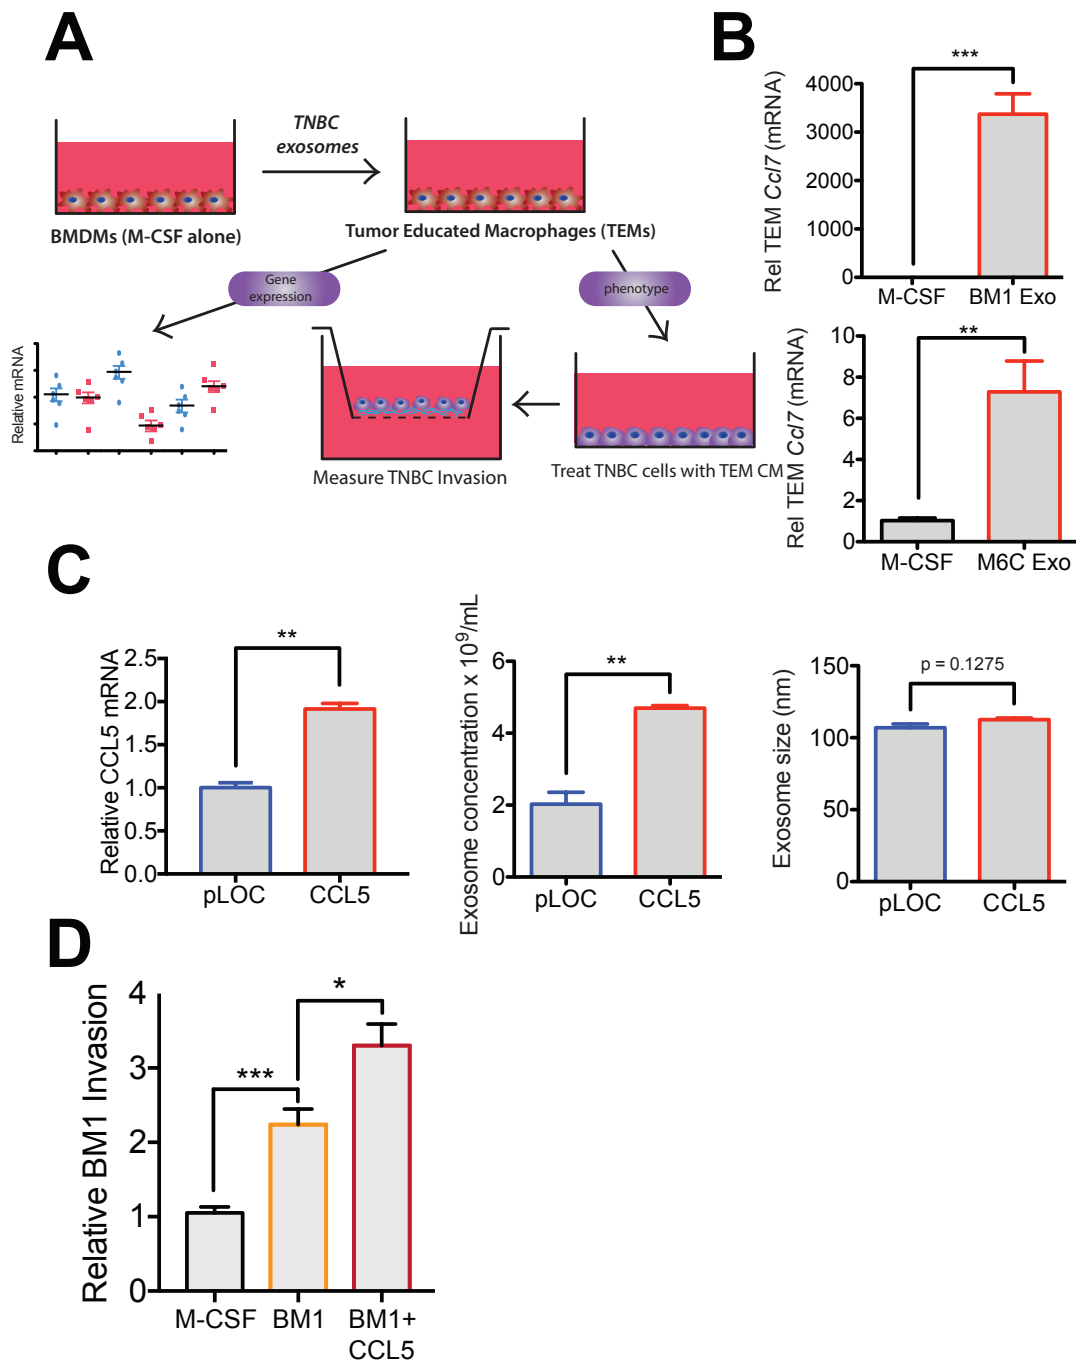 A
TNBC
exosomes
BMDMs (M-CSF alone)
Tumor Educated Macrophages (TEMs)
Gene
expression
phenotype
Relative mRNA
Measure TNBC Invasion
Treat TNBC cells with TEM CM
B
Rel TEM Ccl7 (mRNA)
4000
3000
2000
1000
0
***
M-CSF
BM1 Exo
Rel TEM Ccl7 (mRNA)
10
8
6
4
2
0
**
M-CSF
M6C Exo
C
Relative CCL5 mRNA
2.5
2.0
1.5
1.0
0.5
0.0
**
pLOC
CCL5
Exosome concentration x 10⁹/mL
6
4
2
0
**
pLOC
CCL5
Exosome size (nm)
150
100
50
0
p = 0.1275
pLOC
CCL5
D
Relative BM1 Invasion
4
3
2
1
0
***
*
M-CSF
BM1
BM1+
CCL5